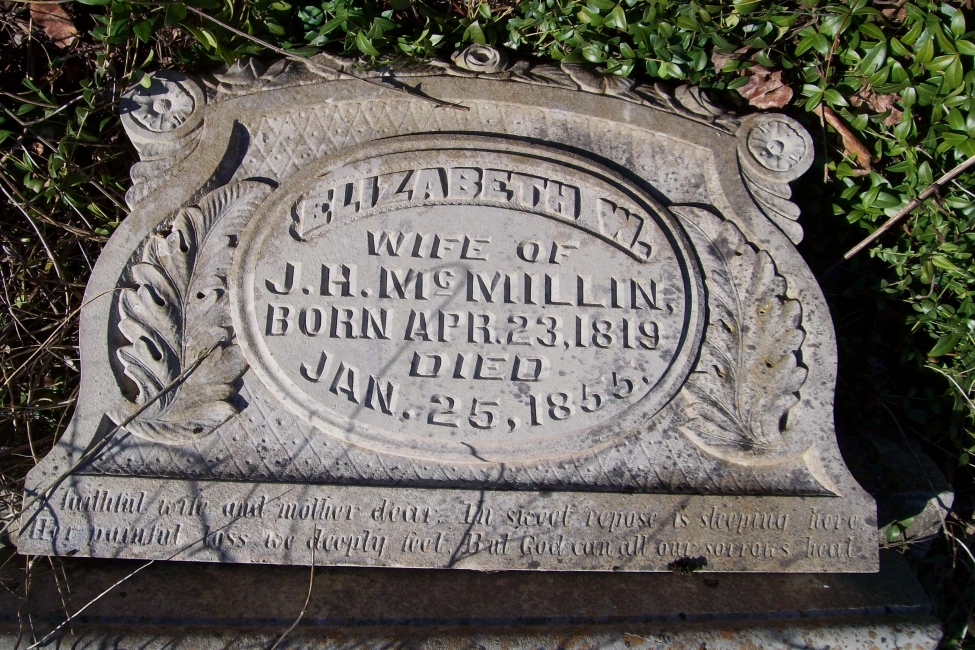 ELIZABETH W.
WIFE OF
J.H. McMILLIN,
BORN APR. 23, 1819
DIED
JAN. 25, 1855.
A faithful wife and mother dear. In sweet repose is sleeping here
Her painful loss we deeply feel, But God can all our sorrows heal